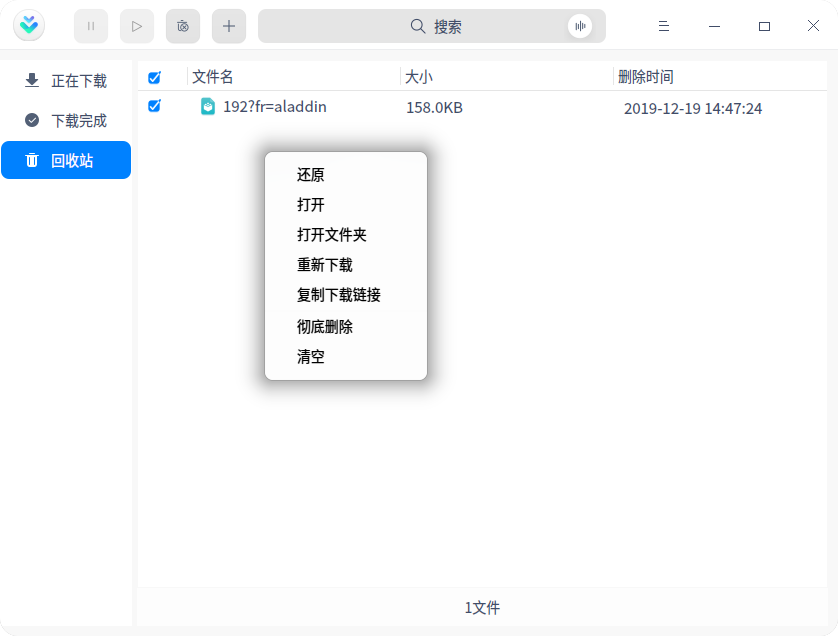 搜索
正在下载
下载完成
回收站
文件名 大小 删除时间
192?fr=aladdin 158.0KB 2019-12-19 14:47:24
还原
打开
打开文件夹
重新下载
复制下载链接
彻底删除
清空
1文件